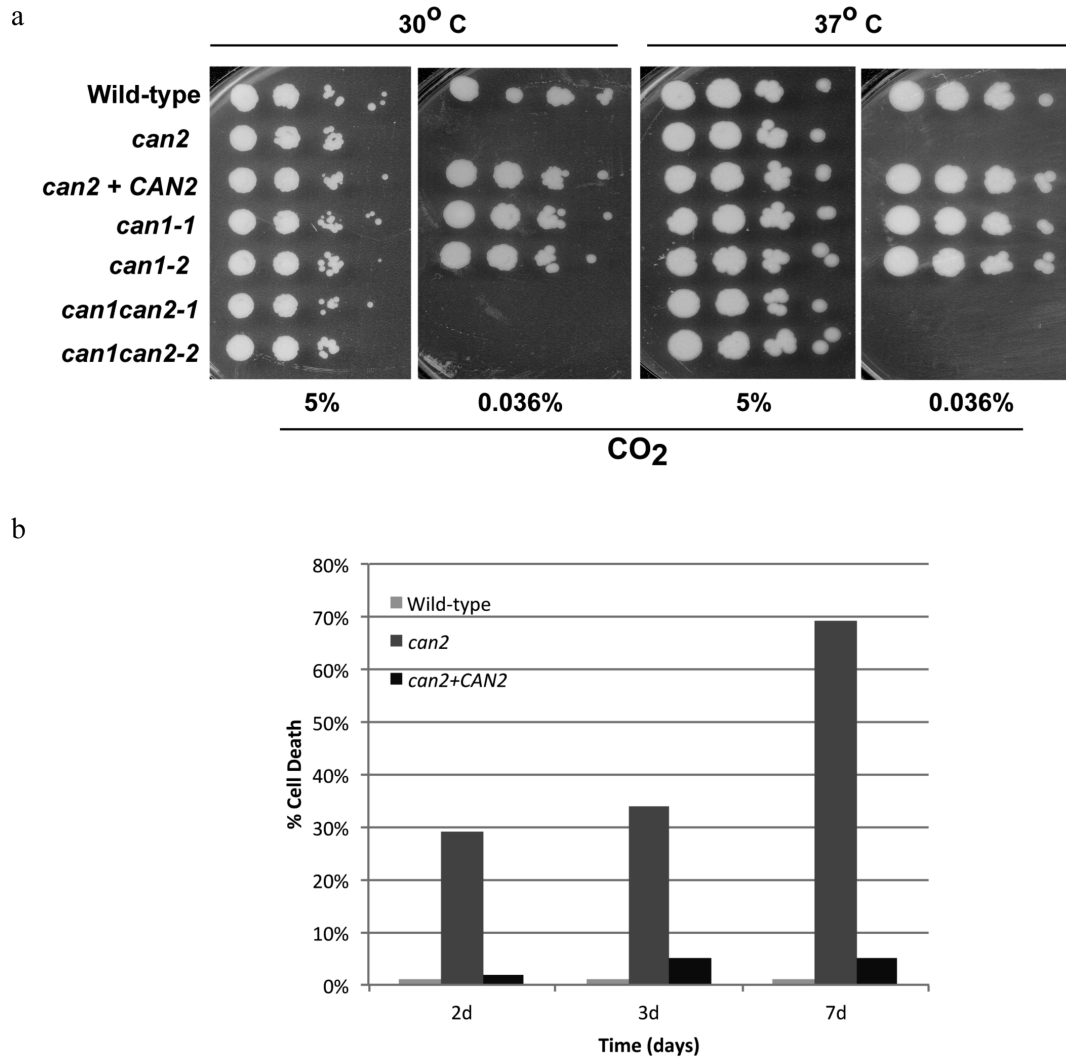 a
30° C
37° C
Wild-type
can2
can2 + CAN2
can1-1
can1-2
can1can2-1
can1can2-2
5%
0.036%
5%
0.036%
CO2
b
80%
70%
60%
50%
40%
30%
20%
10%
0%
% Cell Death
Wild-type
can2
can2+CAN2
2d
3d
7d
Time (days)